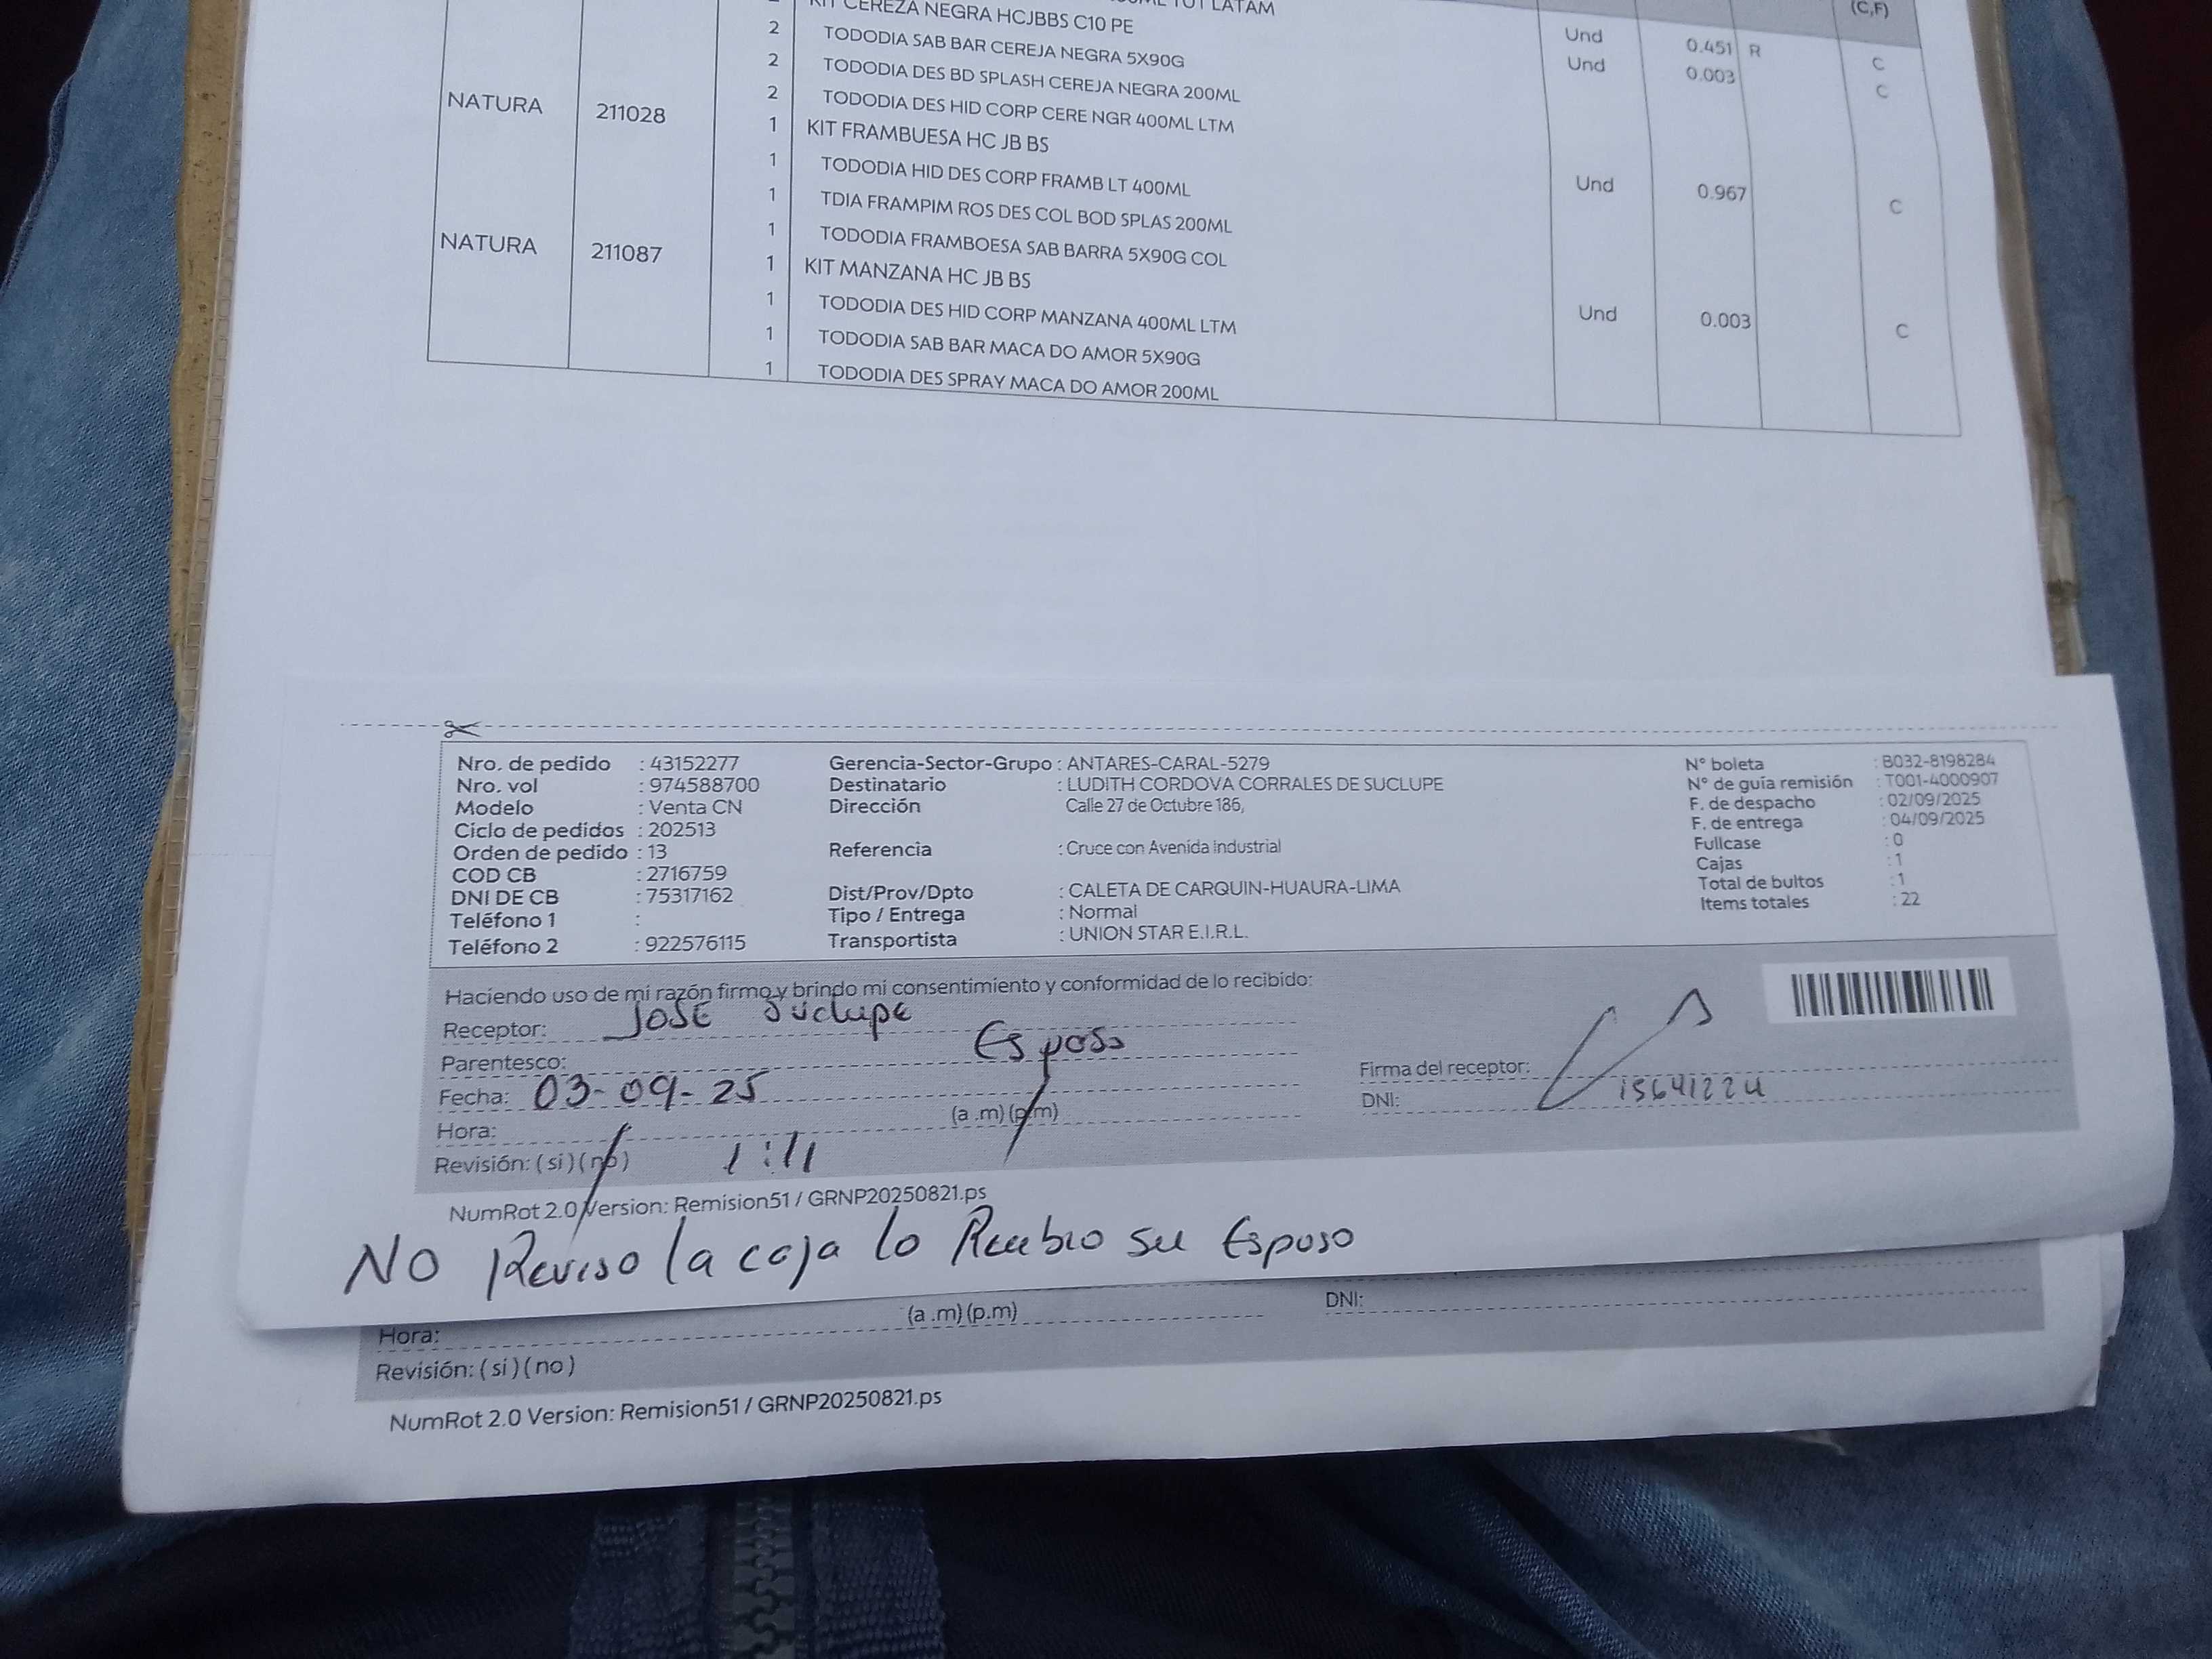 TUT LATAM
(C,F)
KIT CEREZA NEGRA HCJBBS C10 PE
2 TODODIA SAB BAR CEREJA NEGRA 5X90G Und 0.451 R C
2 TODODIA DES BD SPLASH CEREJA NEGRA 200ML Und 0.003 C
2 TODODIA DES HID CORP CERE NGR 400ML LTM
NATURA 211028 1 KIT FRAMBUESA HC JB BS Und 0.967 C
1 TODODIA HID DES CORP FRAMB LT 400ML
1 TDIA FRAMPIM ROS DES COL BOD SPLAS 200ML
1 TODODIA FRAMBOESA SAB BARRA 5X90G COL
NATURA 211087 1 KIT MANZANA HC JB BS Und 0.003 C
1 TODODIA DES HID CORP MANZANA 400ML LTM
1 TODODIA SAB BAR MACA DO AMOR 5X90G
1 TODODIA DES SPRAY MACA DO AMOR 200ML
Nro. de pedido : 43152277 Gerencia-Sector-Grupo : ANTARES-CARAL-5279 N° boleta : B032-8198284
Nro. vol : 974588700 Destinatario : LUDITH CORDOVA CORRALES DE SUCLUPE N° de guía remisión : T001-4000907
Modelo : Venta CN Dirección Calle 27 de Octubre 186, F. de despacho : 02/09/2025
Ciclo de pedidos : 202513 F. de entrega : 04/09/2025
Orden de pedido : 13 Referencia : Cruce con Avenida Industrial Fullcase : 0
COD CB : 2716759 Cajas : 1
DNI DE CB : 75317162 Dist/Prov/Dpto : CALETA DE CARQUIN-HUAURA-LIMA Total de bultos : 1
Teléfono 1 : Tipo / Entrega : Normal Items totales : 22
Teléfono 2 : 922576115 Transportista : UNION STAR E.I.R.L.
Haciendo uso de mi razón firmo y brindo mi consentimiento y conformidad de lo recibido:
Receptor: JOSE Suclupe
Parentesco: Esposo
Fecha: 03-09-25 Firma del receptor:
Hora: 1:11 (a .m) (p.m) DNI: 15641224
Revisión: ( si ) ( no )
NumRot 2.0 Version: Remision51 / GRNP20250821.ps
NO Reviso la caja lo Recibio su Esposo
Hora: (a .m) (p.m) DNI:
Revisión: ( si ) ( no )
NumRot 2.0 Version: Remision51 / GRNP20250821.ps